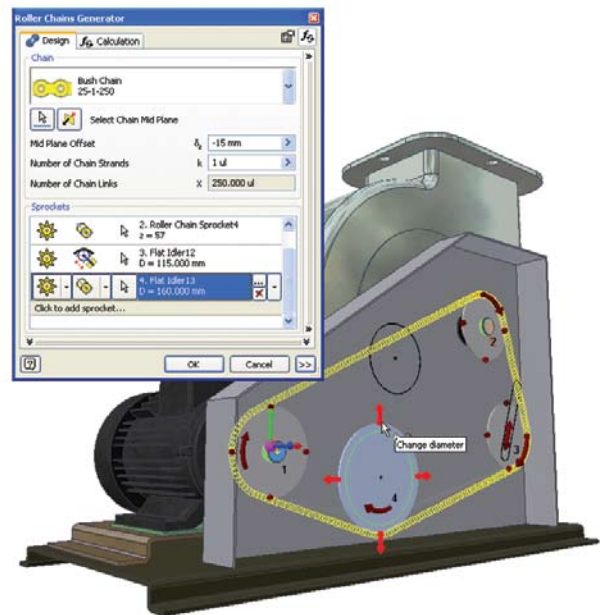 Roller Chains Generator
Design
fG Calculation
fG
Chain
Bush Chain
25-1-250
Select Chain Mid Plane
Mid Plane Offset δz -15 mm
Number of Chain Strands k 1 ul
Number of Chain Links X 250.000 ul
Sprockets
2. Roller Chain Sprocket4
z = 57
3. Flat Idler12
D = 115.000 mm
4. Flat Idler13
D = 160.000 mm
...
Click to add sprocket...
OK Cancel >>
2
Change diameter
1
3
4